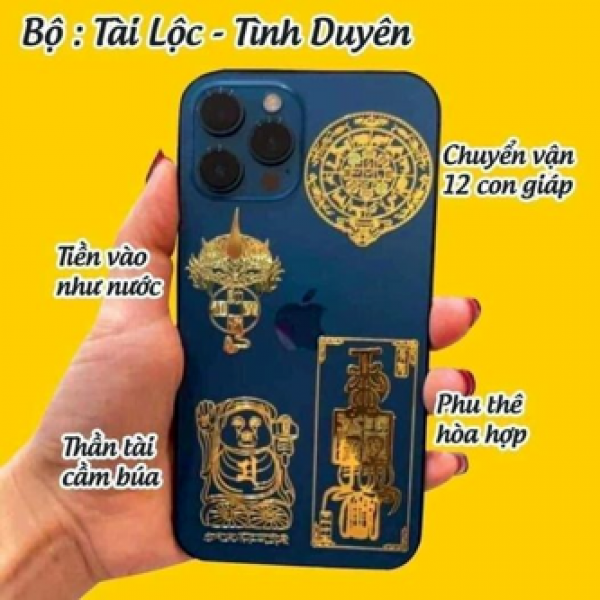 Bộ : Tài Lộc - Tình Duyên
Chuyển vận
12 con giáp
Tiền vào
như nước
Phu thê
hòa hợp
Thần tài
cầm búa